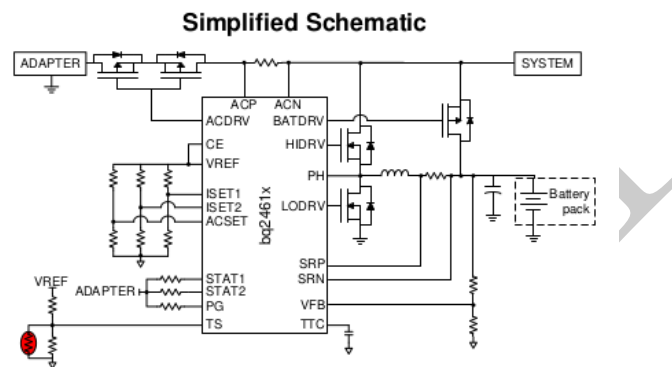 Simplified Schematic
ADAPTER
SYSTEM
ACP
ACN
ACDRV
BATDRV
CE
HIDRV
VREF
PH
ISET1
ISET2
ACSET
LODRV
bq2461x
Battery
pack
SRP
SRN
VREF
ADAPTER
STAT1
STAT2
PG
VFB
TS
TTC